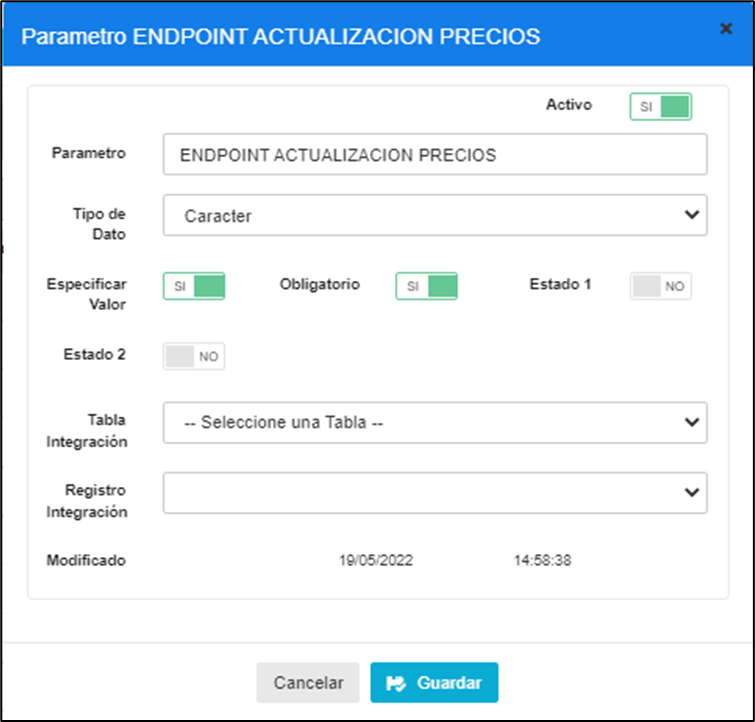 Parametro ENDPOINT ACTUALIZACION PRECIOS ×
Activo SI
Parametro ENDPOINT ACTUALIZACION PRECIOS
Tipo de
Dato
Caracter
Especificar
Valor
SI Obligatorio SI Estado 1 NO
Estado 2 NO
Tabla
Integración
-- Seleccione una Tabla --
Registro
Integración
Modificado 19/05/2022 14:58:38
Cancelar Guardar